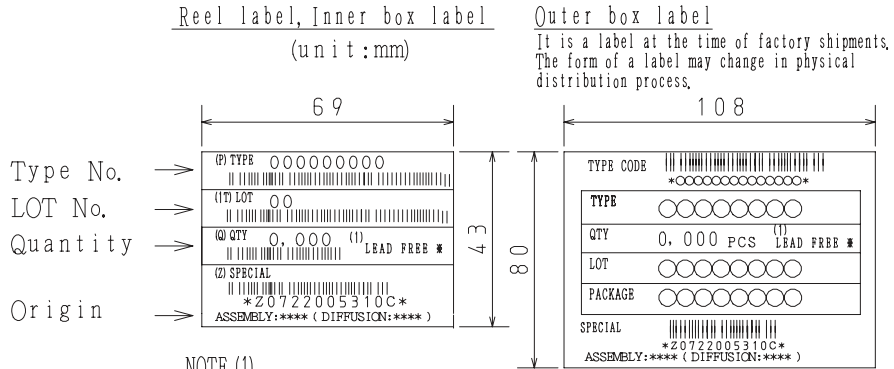 Reel label, Inner box label
(unit:mm)
Outer box label
It is a label at the time of factory shipments.
The form of a label may change in physical
distribution process.
69
108
Type No.
LOT No.
Quantity
Origin
(P) TYPE 000000000
(1T) LOT 00
(Q) QTY 0,000 (1) LEAD FREE *
(Z) SPECIAL
*Z0722005310C*
ASSEMBLY:**** (DIFFUSION:****)
43
80
TYPE CODE
*○○○○○○○○○○○○○*
TYPE ○○○○○○○○
QTY 0,000 PCS (1) LEAD FREE *
LOT ○○○○○○○○
PACKAGE ○○○○○○○○
SPECIAL
*Z0722005310C*
ASSEMBLY:**** (DIFFUSION:****)
NOTE (1)